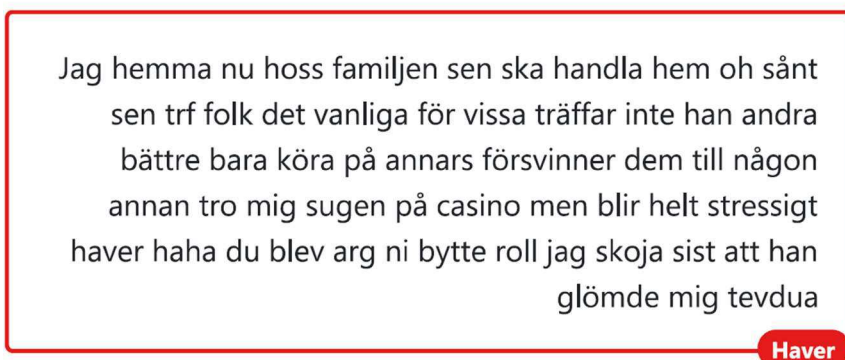 Jag hemma nu hoss familjen sen ska handla hem oh sånt
sen trf folk det vanliga för vissa träffar inte han andra
bättre bara köra på annars försvinner dem till någon
annan tro mig sugen på casino men blir helt stressigt
haver haha du blev arg ni bytte roll jag skoja sist att han
glömde mig tevdua
Haver